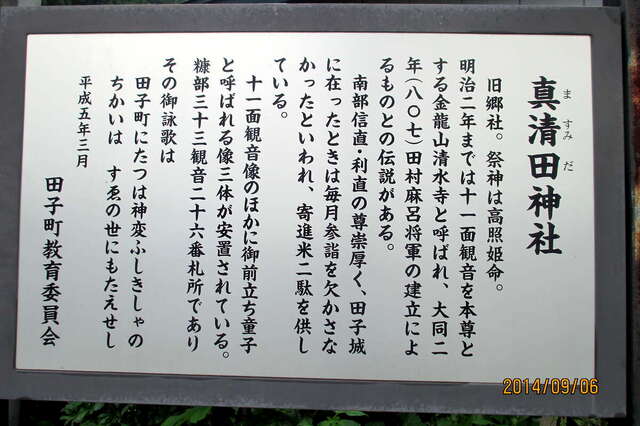 真清田神社
ますみだ
旧郷社。祭神は高照姫命。
明治二年までは十一面観音を本尊と
する金龍山清水寺と呼ばれ、大同二
年(八〇七)田村麻呂将軍の建立によ
るものとの伝説がある。
南部信直・利直の尊崇厚く、田子城
に在ったときは毎月参詣を欠かさな
かったといわれ、寄進米二駄を供し
ている。
十一面観音像のほかに御前立ち童子
と呼ばれる像三体が安置されている。
糠部三十三観音二十六番札所であり
その御詠歌は
田子町にたつは神変ふしきしゃの
ちかいは すゑの世にもたえせし
平成五年三月
田子町教育委員会
2014/09/06